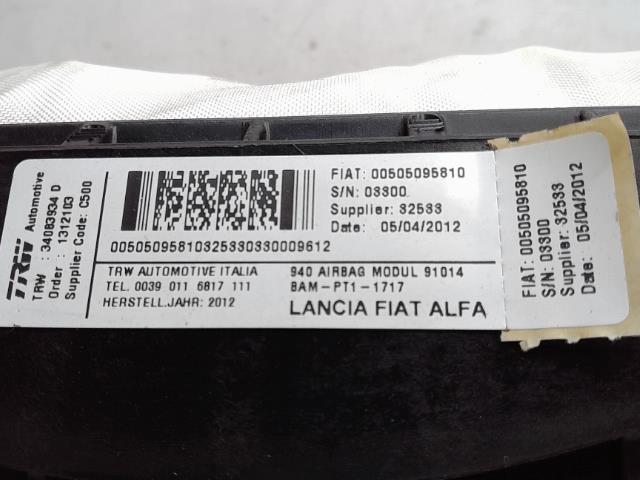 TRW Automotive
TRW : 34083934 D
Order : 1312103
Supplier Code: C500
FIAT: 00505095810
S/N: 03300
Supplier: 32533
Date: 05/04/2012
00505095810325330330009612
TRW AUTOMOTIVE ITALIA
TEL. 0039 011 6817 111
HERSTELL.JAHR: 2012
940 AIRBAG MODUL 91014
BAM-PT1-1717
LANCIA FIAT ALFA
FIAT: 00505095810
S/N: 03300
Supplier: 32533
Date: 05/04/2012